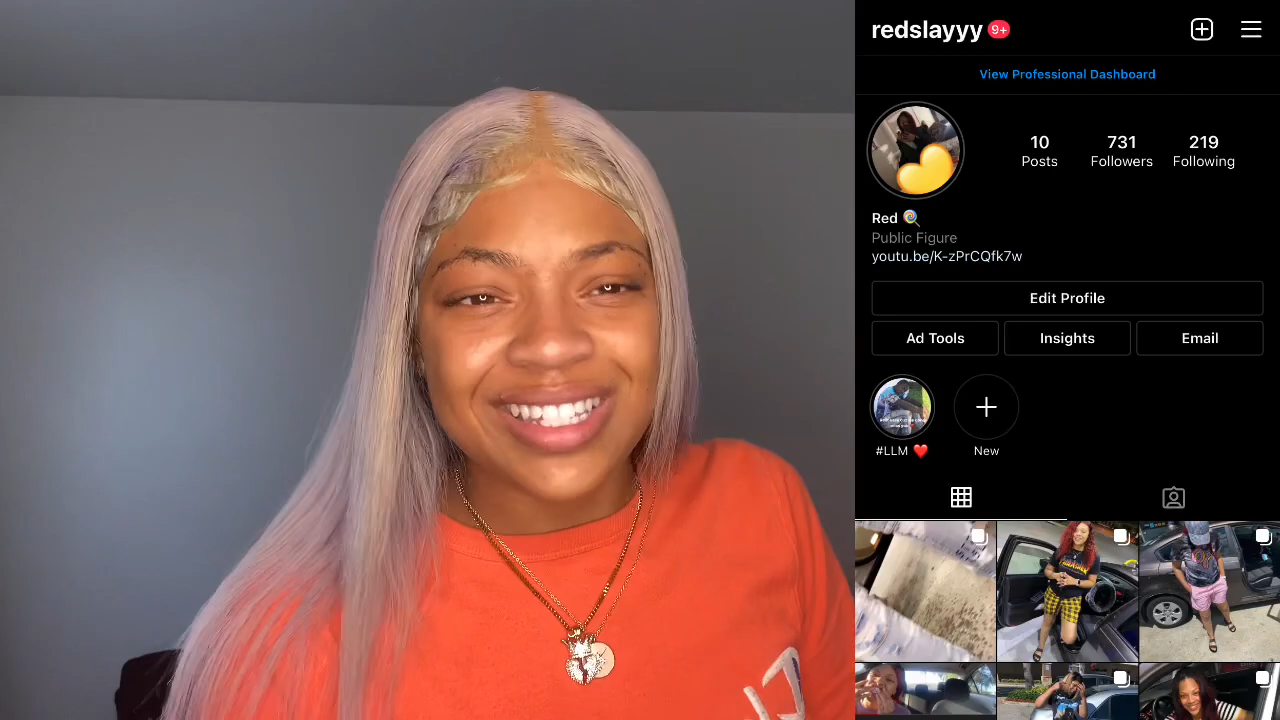 redslayyy 9+
View Professional Dashboard
10 731 219
Posts Followers Following
Red
Public Figure
youtu.be/K-zPrCQfk7w
Edit Profile
Ad Tools Insights Email
#LLM New